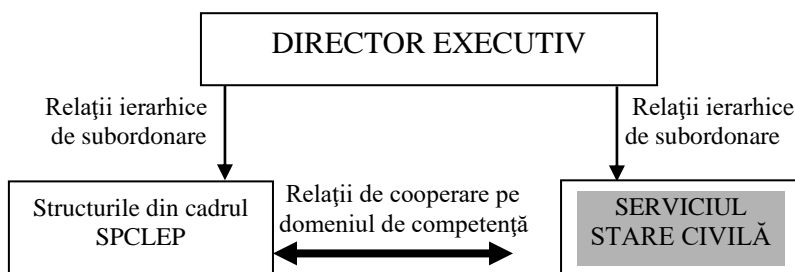 DIRECTOR EXECUTIV
Relaţii ierarhice
de subordonare
Relaţii ierarhice
de subordonare
Structurile din cadrul
SPCLEP
Relaţii de cooperare pe
domeniul de competenţă
SERVICIUL
STARE CIVILĂ